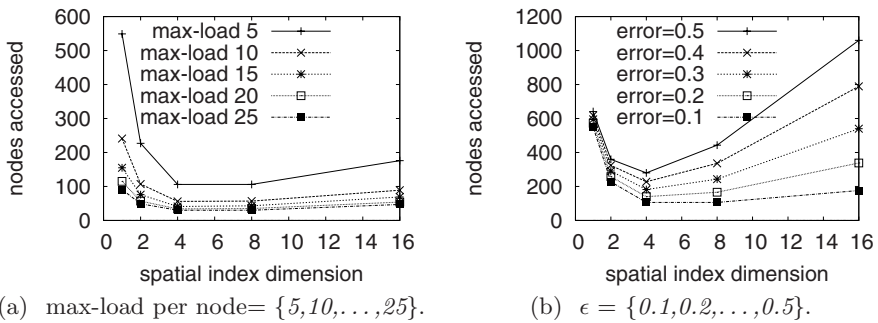 600
500
400
300
200
100
0
nodes accessed
max-load 5
max-load 10
max-load 15
max-load 20
max-load 25
0 2 4 6 8 10 12 14 16
spatial index dimension
(a) max-load per node= {5,10,...,25}.
1200
1000
800
600
400
200
0
nodes accessed
error=0.5
error=0.4
error=0.3
error=0.2
error=0.1
0 2 4 6 8 10 12 14 16
spatial index dimension
(b) ϵ = {0.1,0.2,...,0.5}.